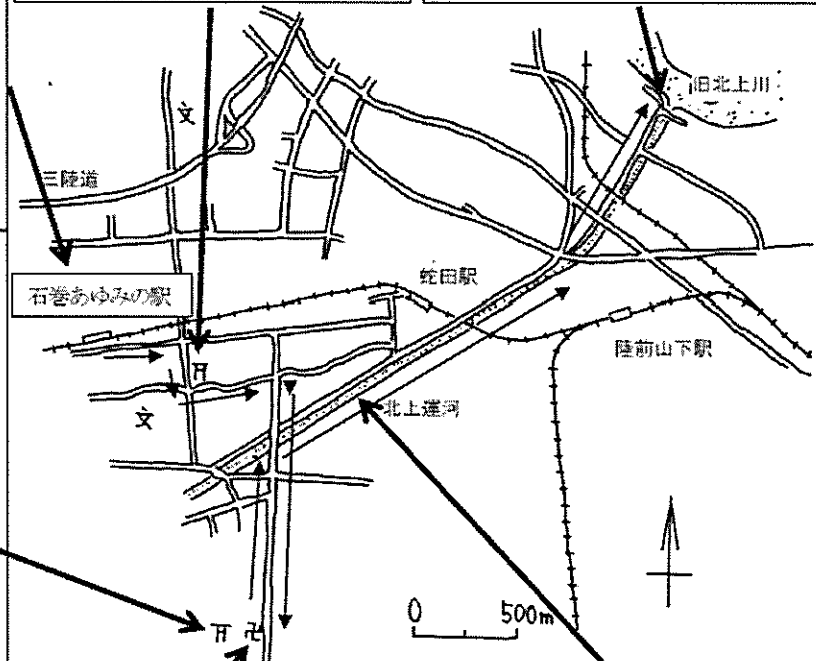 旧北上川
三陸道
石巻あゆみの駅
蛇田駅
陸前山下駅
北上運河
0 500m